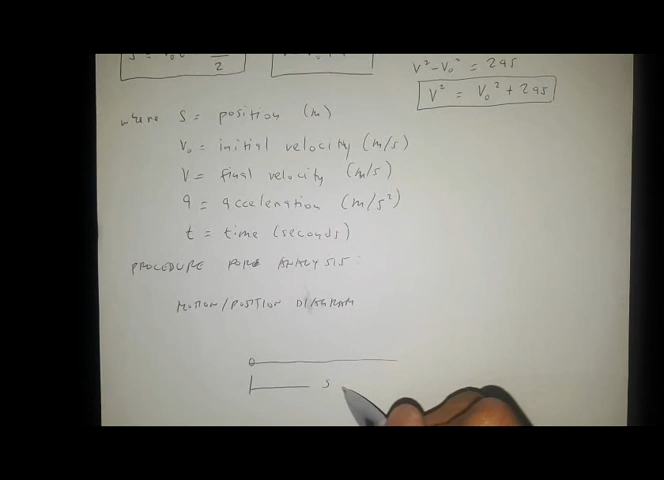 2
V² - V₀² = 2as
V² = V₀² + 2as
where S = position (m)
V₀ = initial velocity (m/s)
V = final velocity (m/s)
a = acceleration (m/s²)
t = time (seconds)
PROCEDURE FOR ANALYSIS:
MOTION/POSITION DIAGRAM
O
S